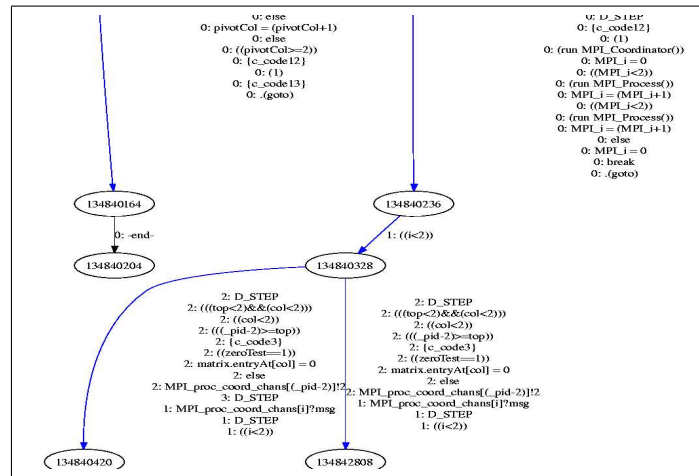 0: else
0: pivotCol = (pivotCol+1)
0: else
0: ((pivotCol>=2))
0: {c_code12}
0: (1)
0: {c_code13}
0: .(goto)
0: D_STEP
0: {c_code12}
0: (1)
0: (run MPI_Coordinator())
0: MPI_i = 0
0: ((MPI_i<2))
0: (run MPI_Process())
0: MPI_i = (MPI_i+1)
0: ((MPI_i<2))
0: (run MPI_Process())
0: MPI_i = (MPI_i+1)
0: else
0: MPI_i = 0
0: break
0: .(goto)
134840164
134840236
0: -end-
1: ((i<2))
134840204
134840328
2: D_STEP
2: (((top<2)&&(col<2)))
2: ((col<2))
2: (((_pid-2)>=top))
2: {c_code3}
2: ((zeroTest==1))
2: matrix.entryAt[col] = 0
2: else
2: MPI_proc_coord_chans[(_pid-2)]!2
3: D_STEP
1: MPI_proc_coord_chans[i]?msg
1: D_STEP
1: ((i<2))
2: D_STEP
2: (((top<2)&&(col<2)))
2: ((col<2))
2: (((_pid-2)>=top))
2: {c_code3}
2: ((zeroTest==1))
2: matrix.entryAt[col] = 0
2: else
2: MPI_proc_coord_chans[(_pid-2)]!2
1: MPI_proc_coord_chans[i]?msg
1: D_STEP
1: ((i<2))
134840420
134842808